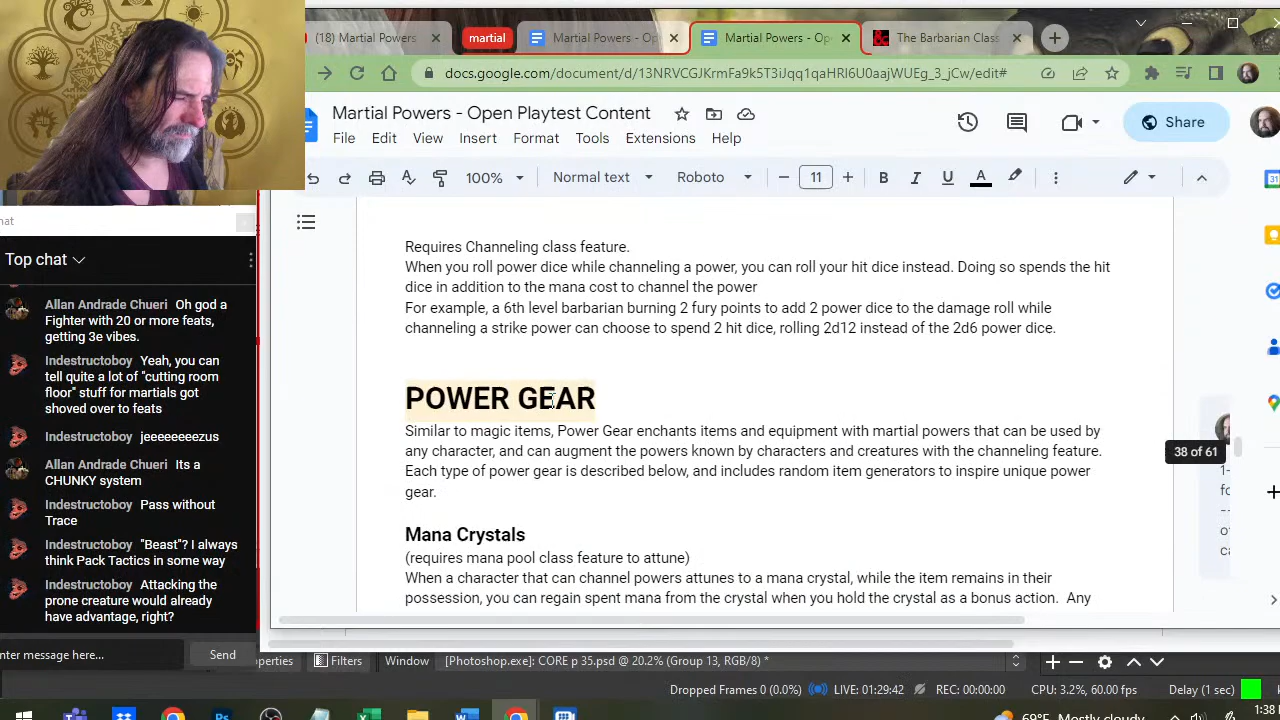 (18) Martial Powers
martial
Martial Powers - Op
Martial Powers - Op
The Barbarian Class
docs.google.com/document/d/13NRVCGJKrmFa9k5T3iJqq1qaHRl6U0aajWUEg_3_jCw/edit#
Martial Powers - Open Playtest Content
Share
File Edit View Insert Format Tools Extensions Help
100% Normal text Roboto 11 B I U A
Requires Channeling class feature.
When you roll power dice while channeling a power, you can roll your hit dice instead. Doing so spends the hit
dice in addition to the mana cost to channel the power
For example, a 6th level barbarian burning 2 fury points to add 2 power dice to the damage roll while
channeling a strike power can choose to spend 2 hit dice, rolling 2d12 instead of the 2d6 power dice.
POWER GEAR
Similar to magic items, Power Gear enchants items and equipment with martial powers that can be used by
any character, and can augment the powers known by characters and creatures with the channeling feature.
Each type of power gear is described below, and includes random item generators to inspire unique power
gear.
Mana Crystals
(requires mana pool class feature to attune)
When a character that can channel powers attunes to a mana crystal, while the item remains in their
possession, you can regain spent mana from the crystal when you hold the crystal as a bonus action. Any
38 of 61
1-
fo
--
of
ca
31
hat
Top chat
Allan Andrade Chueri Oh god a
Fighter with 20 or more feats,
getting 3e vibes.
Indestructoboy Yeah, you can
tell quite a lot of "cutting room
floor" stuff for martials got
shoved over to feats
Indestructoboy jeeeeeeezus
Allan Andrade Chueri Its a
CHUNKY system
Indestructoboy Pass without
Trace
Indestructoboy "Beast"? I always
think Pack Tactics in some way
Indestructoboy Attacking the
prone creature would already
have advantage, right?
nter message here...
Send
operties Filters Window [Photoshop.exe]: CORE p 35.psd @ 20.2% (Group 13, RGB/8) *
Dropped Frames 0 (0.0%) LIVE: 01:29:42 REC: 00:00:00 CPU: 3.2%, 60.00 fps Delay (1 sec)
69°F Mostly cloudy
1:38